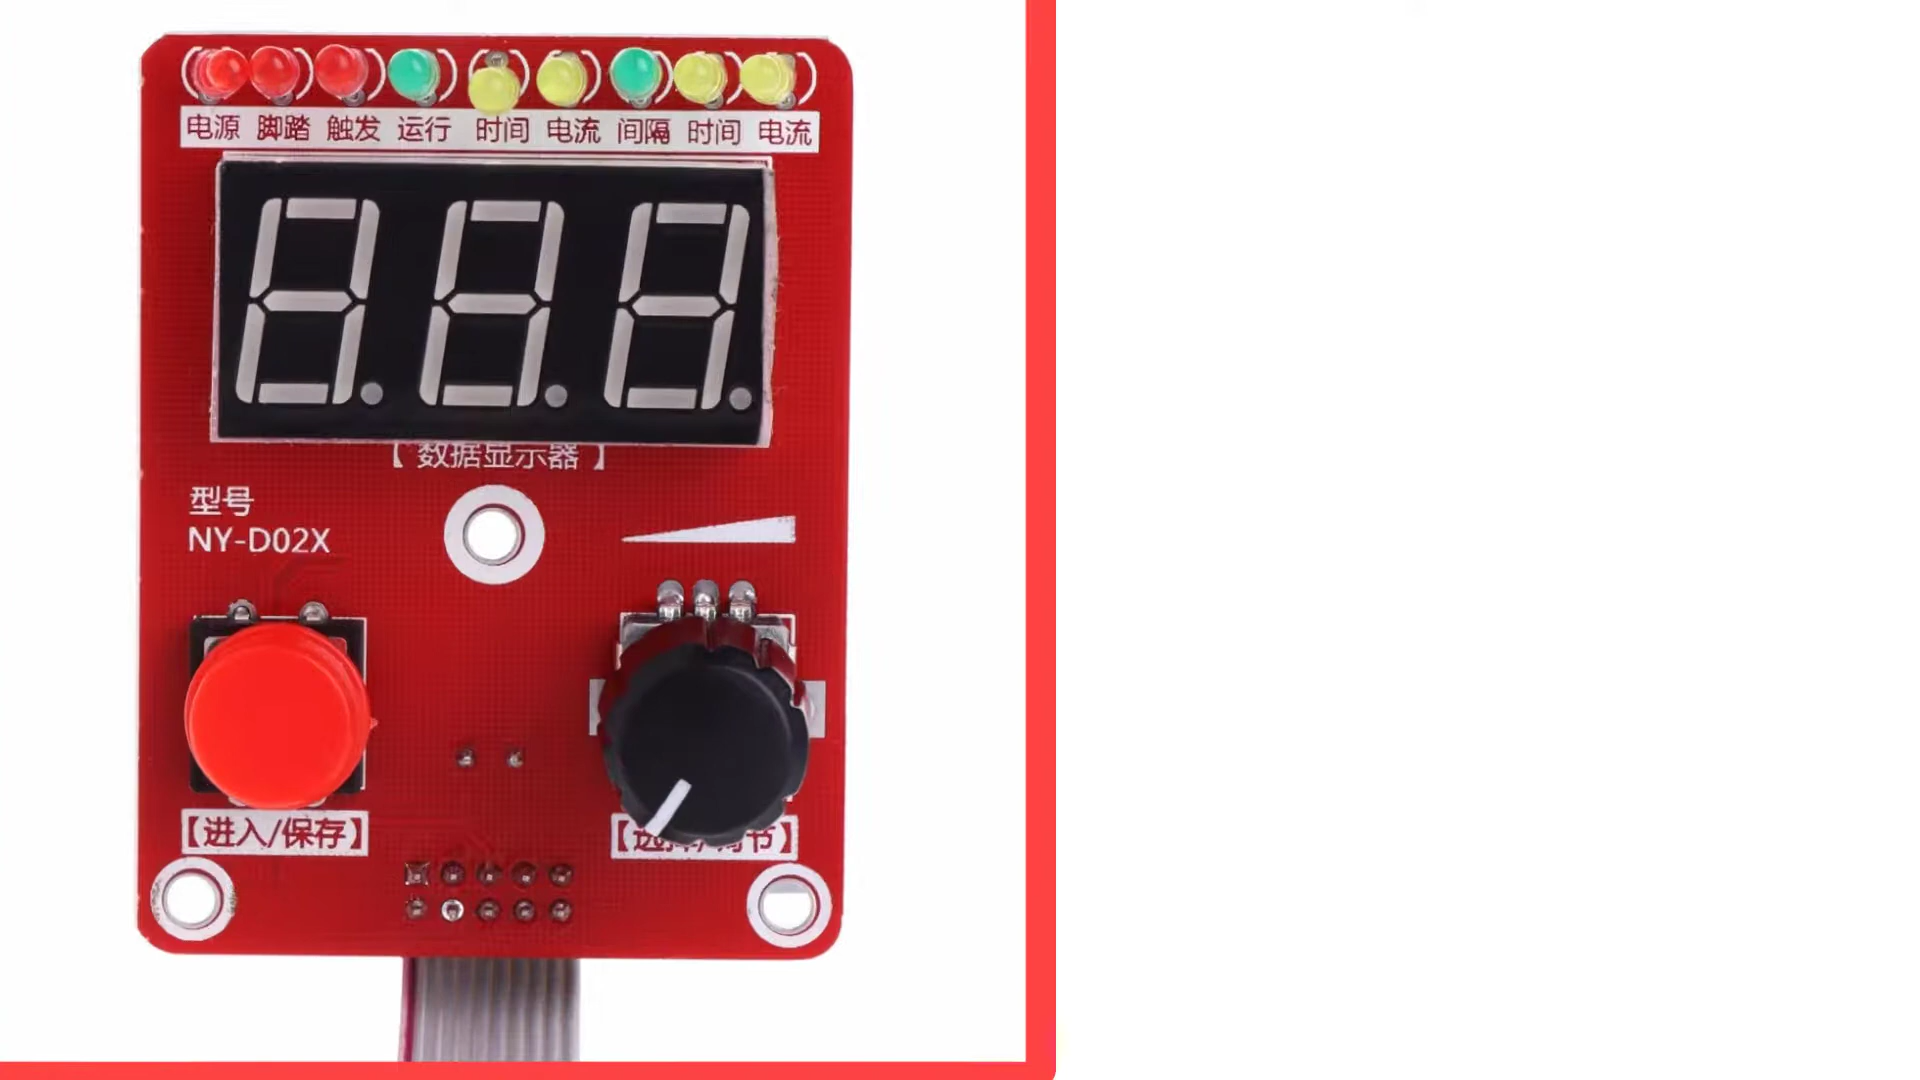 电源 脚踏 触发 运行 时间 电流 间隔 时间 电流
【 数据显示器 】
型号
NY-D02X
【进入/保存】